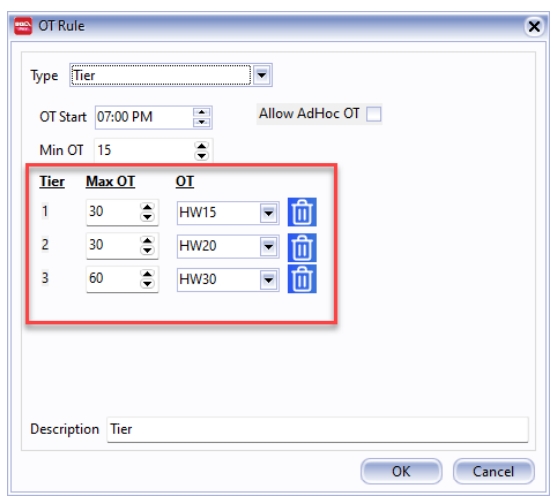 OT Rule
Type Tier
OT Start 07:00 PM Allow AdHoc OT
Min OT 15
Tier Max OT OT
1 30 HW15
2 30 HW20
3 60 HW30
Description Tier
OK Cancel